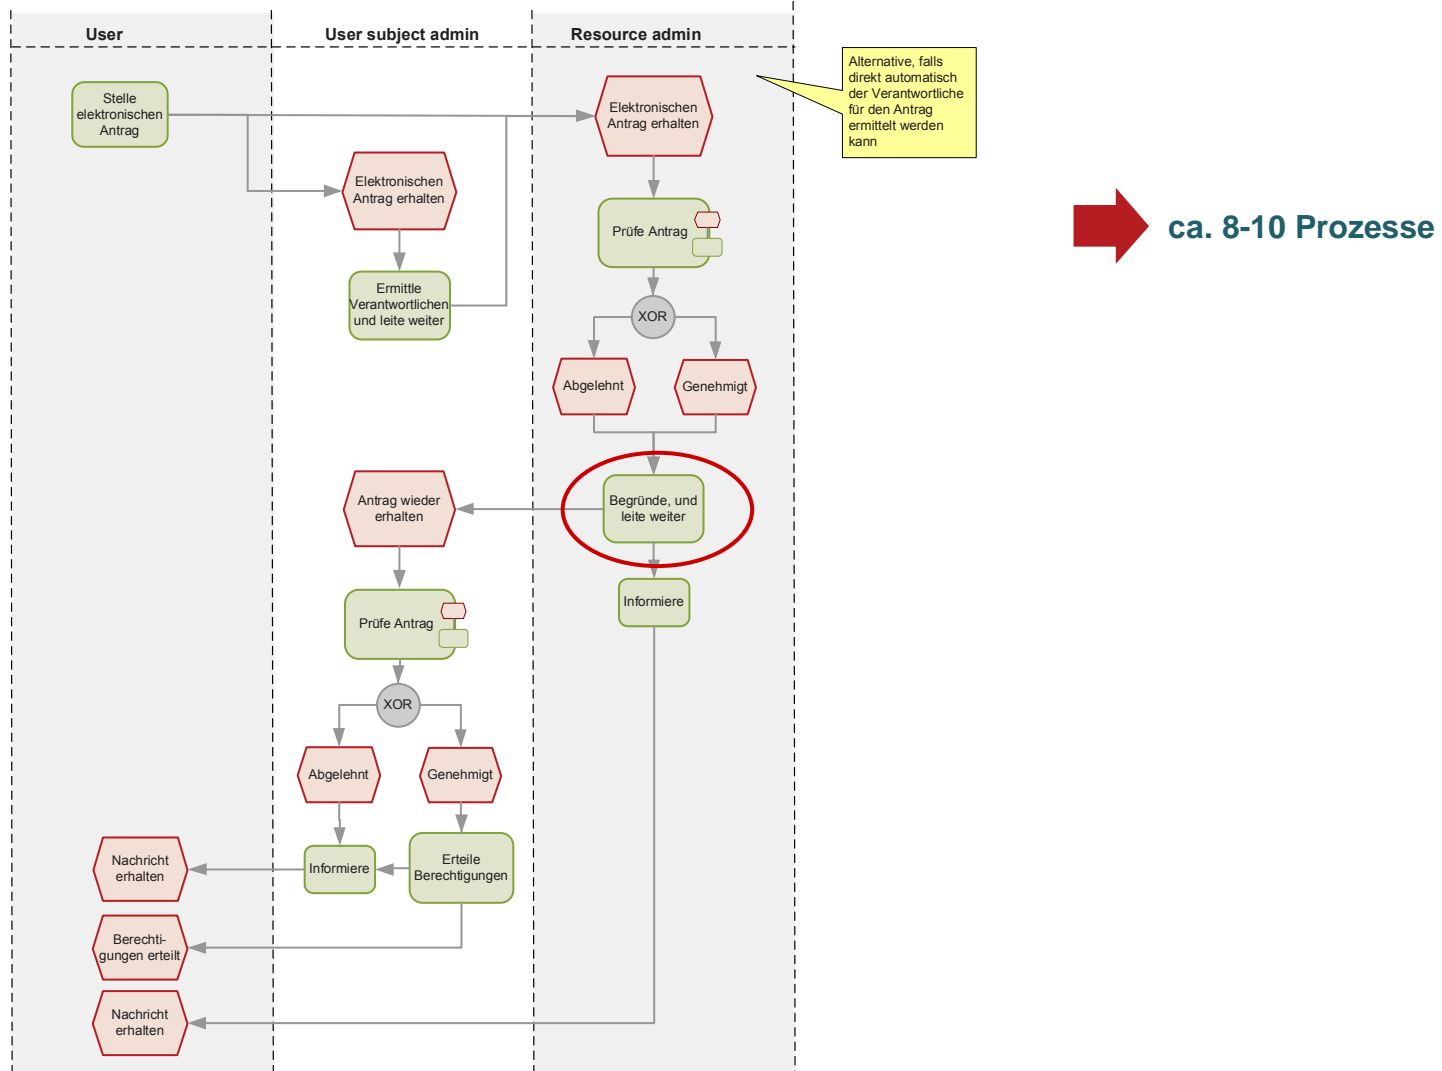 User
User subject admin
Resource admin
Stelle
elektronischen
Antrag
Elektronischen
Antrag erhalten
Alternative, falls
direkt automatisch
der Verantwortliche
für den Antrag
ermittelt werden
kann
Elektronischen
Antrag erhalten
Prüfe Antrag
ca. 8-10 Prozesse
Ermittle
Verantwortlichen
und leite weiter
XOR
Abgelehnt
Genehmigt
Antrag wieder
erhalten
Begründe, und
leite weiter
Informiere
Prüfe Antrag
XOR
Abgelehnt
Genehmigt
Nachricht
erhalten
Informiere
Erteile
Berechtigungen
Berechti-
gungen erteilt
Nachricht
erhalten